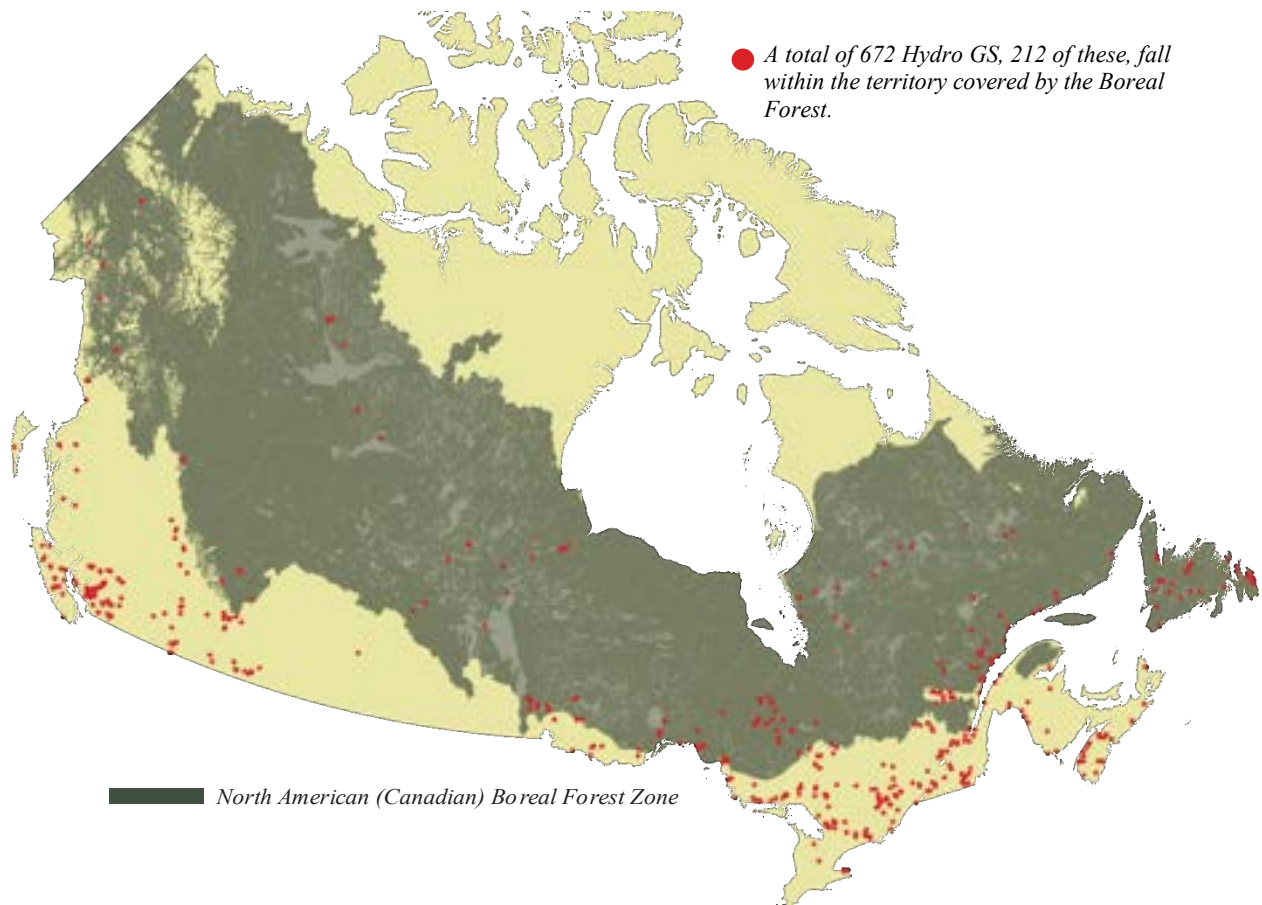 A total of 672 Hydro GS, 212 of these, fall
within the territory covered by the Boreal
Forest.
North American (Canadian) Boreal Forest Zone